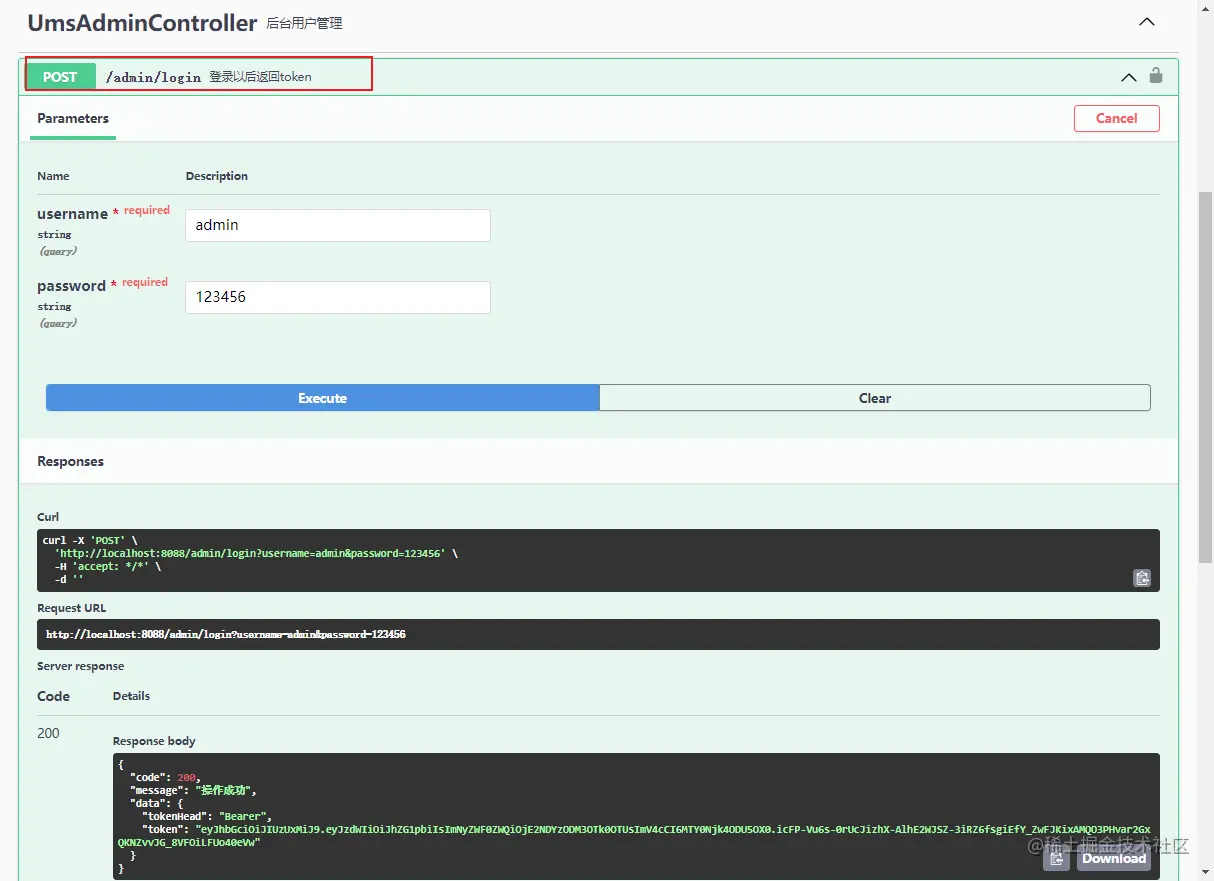 UmsAdminController 后台用户管理
POST /admin/login 登录以后返回token
Parameters
Cancel
Name Description
username * required
string
(query)
admin
password * required
string
(query)
123456
Execute Clear
Responses
Curl
curl -X 'POST' \
'http://localhost:8088/admin/login?username=admin&password=123456' \
-H 'accept: */*' \
-d ''
Request URL
http://localhost:8088/admin/login?username=admin&password=123456
Server response
Code Details
200
Response body
{
"code": 200,
"message": "操作成功",
"data": {
"tokenHead": "Bearer",
"token": "eyJhbGciOiJIUzUxMiJ9.eyJzdWIiOiJhZG1pbiIsImNyZWF0ZWQiOjE2NDYzODM3OTk0OTUsImV4cCI6MTY0Njk4ODU5OX0.icFP-Vu6s-0rUcJizhX-AlhE2WJSZ-3iRZ6fsgiEfY_ZwFJKixAMQO3PHvar2Gx
QKNZvvJG_8VFOiLFUo40eVw"
}
}
@稀土掘金技术社区
Download